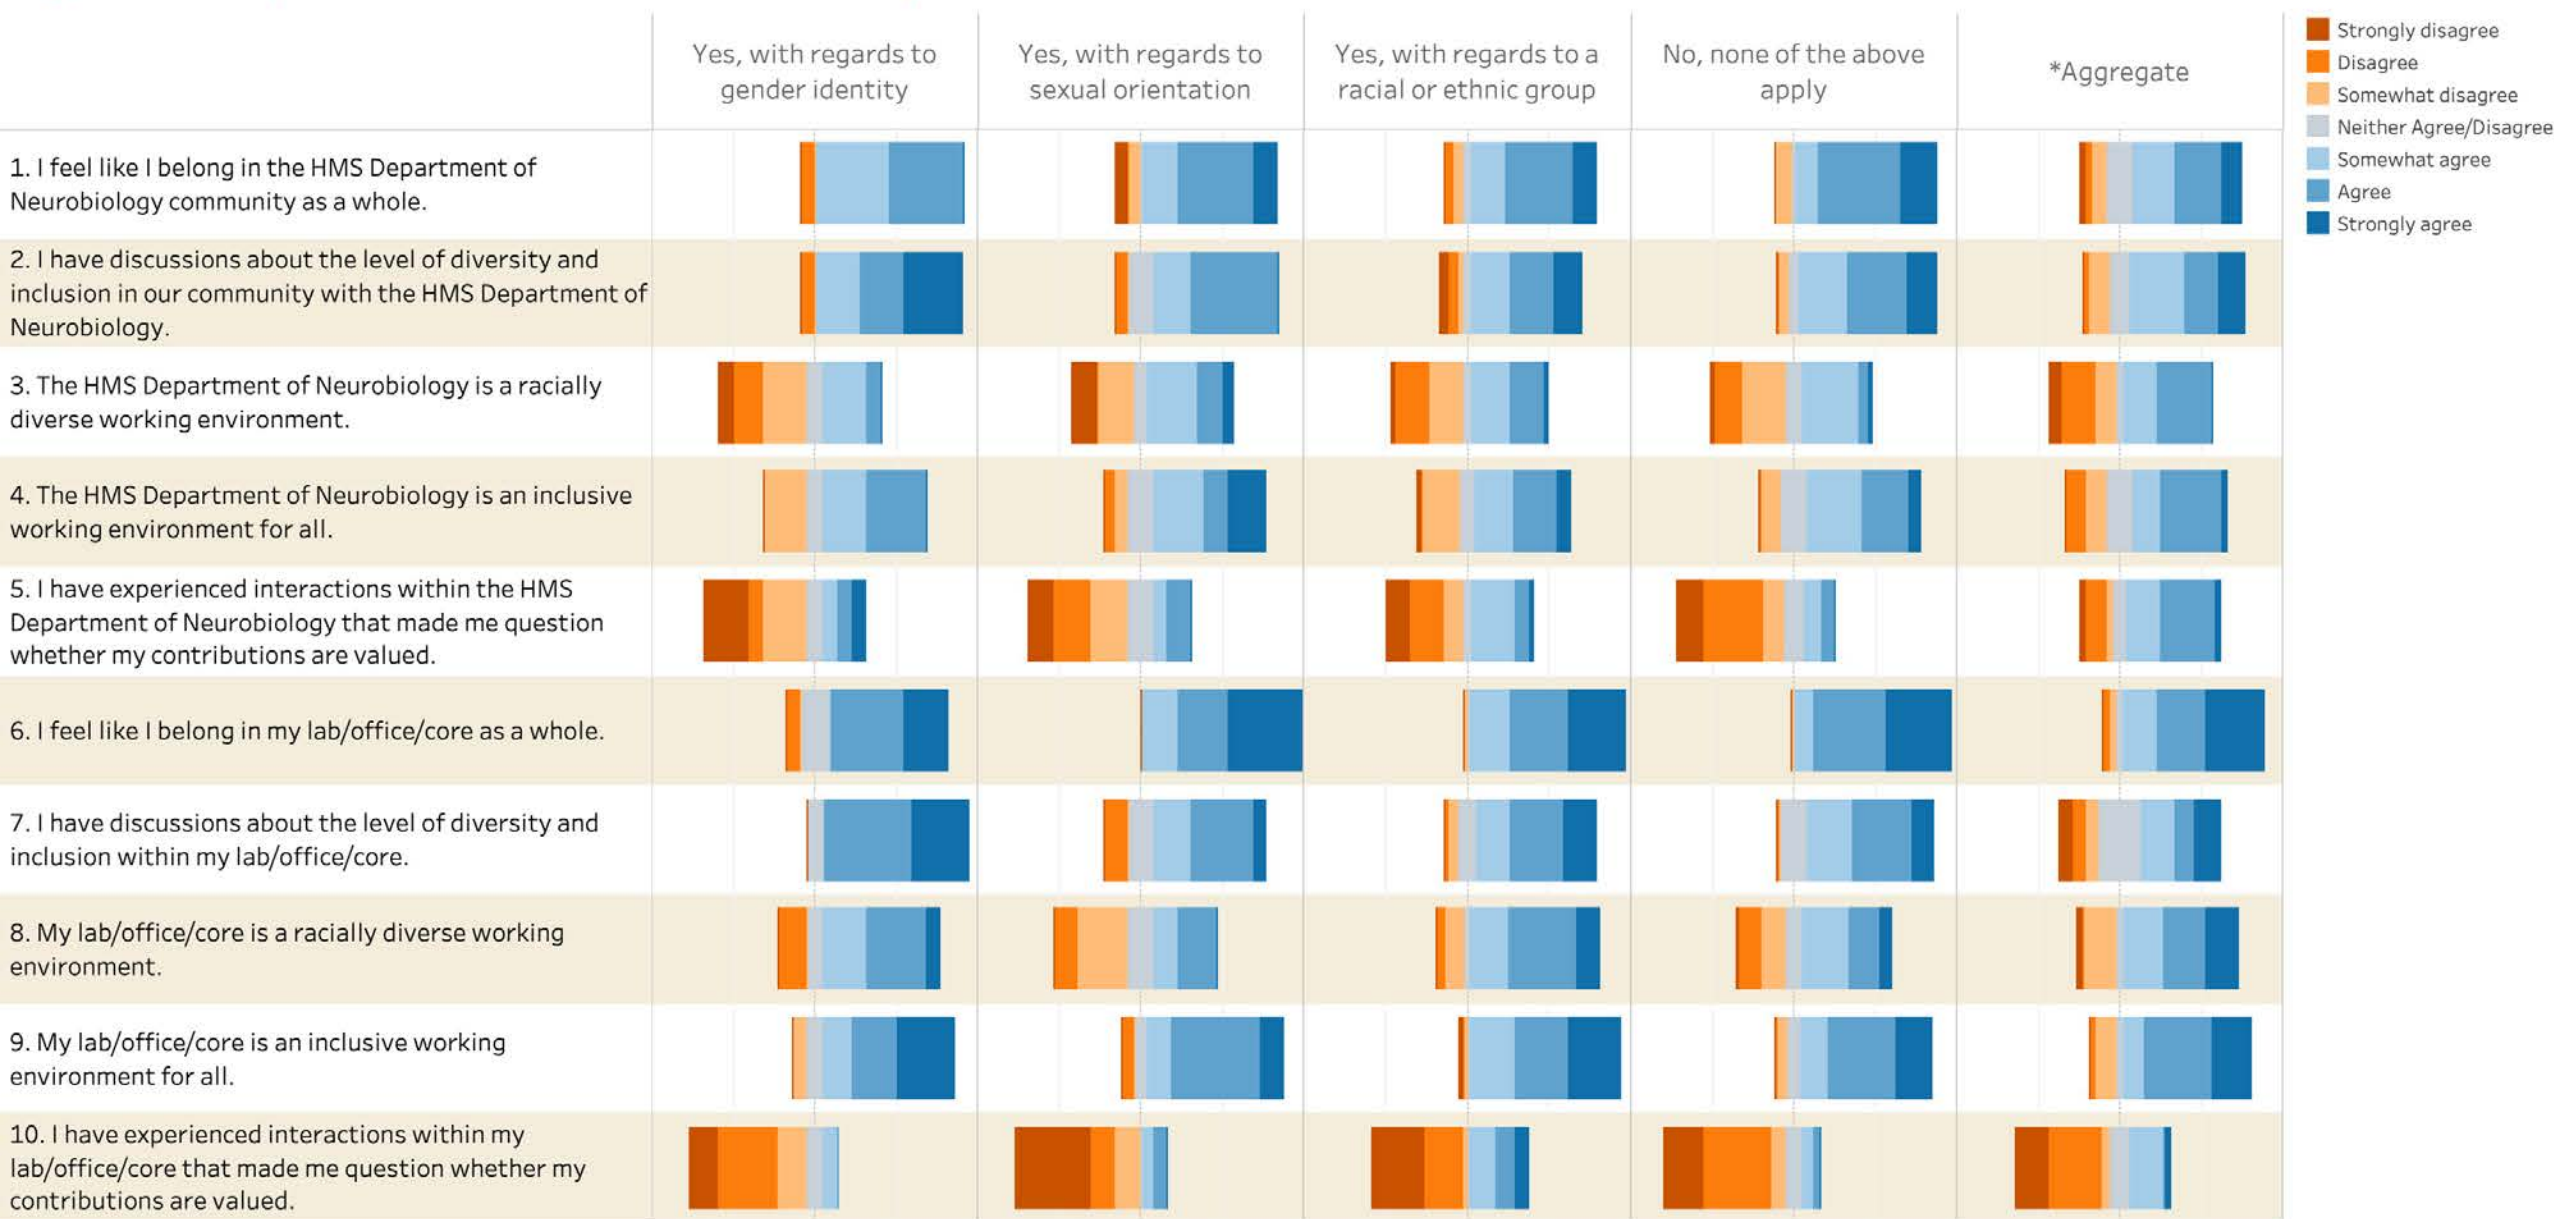 Yes, with regards to
gender identity
Yes, with regards to
sexual orientation
Yes, with regards to a
racial or ethnic group
No, none of the above
apply
*Aggregate
Strongly disagree
Disagree
Somewhat disagree
Neither Agree/Disagree
Somewhat agree
Agree
Strongly agree
1. I feel like I belong in the HMS Department of
Neurobiology community as a whole.
2. I have discussions about the level of diversity and
inclusion in our community with the HMS Department of
Neurobiology.
3. The HMS Department of Neurobiology is a racially
diverse working environment.
4. The HMS Department of Neurobiology is an inclusive
working environment for all.
5. I have experienced interactions within the HMS
Department of Neurobiology that made me question
whether my contributions are valued.
6. I feel like I belong in my lab/office/core as a whole.
7. I have discussions about the level of diversity and
inclusion within my lab/office/core.
8. My lab/office/core is a racially diverse working
environment.
9. My lab/office/core is an inclusive working
environment for all.
10. I have experienced interactions within my
lab/office/core that made me question whether my
contributions are valued.